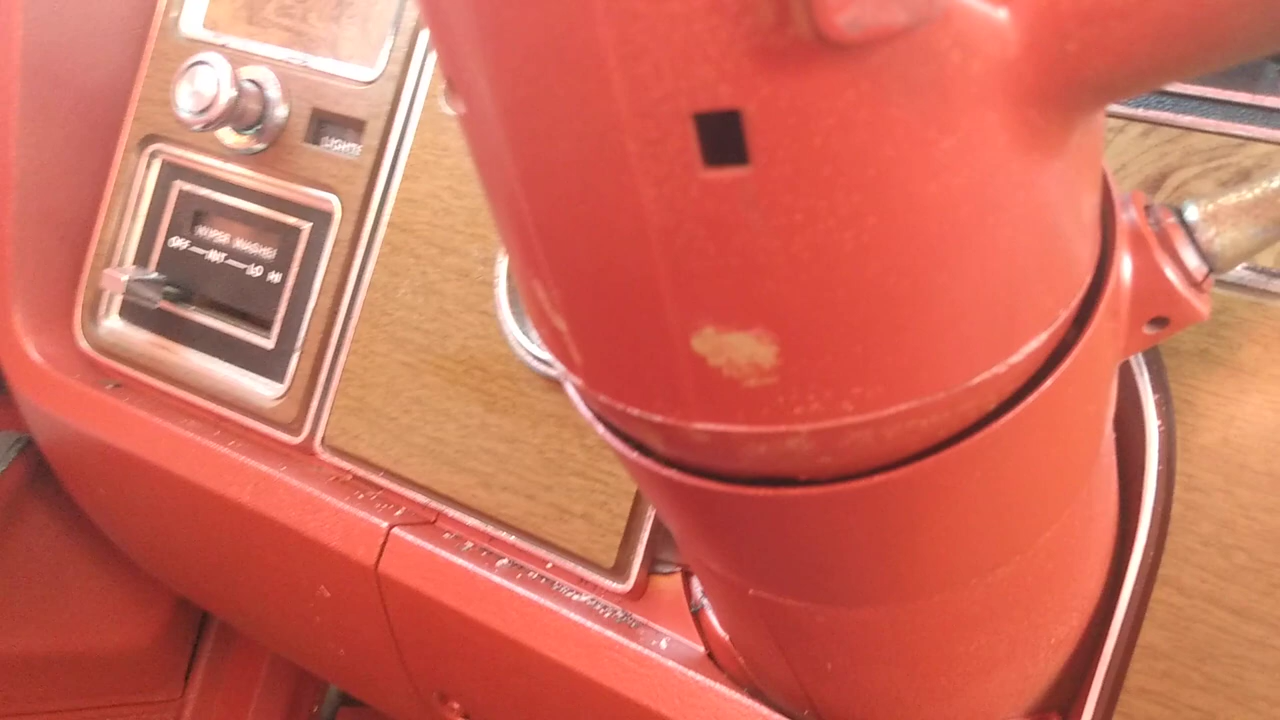 LIGHTS
WIPER WASHER
OFF — INT — LO HI